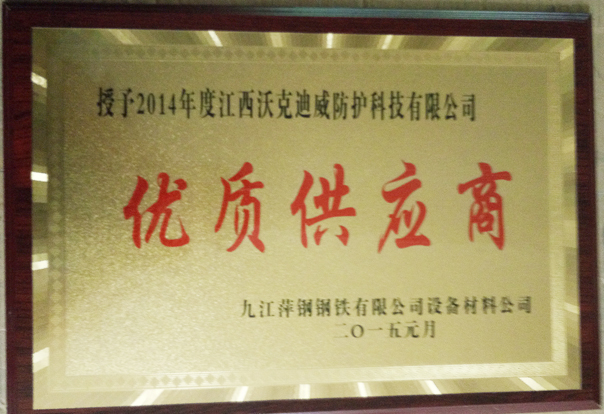 授予2014年度江西沃克迪威防护科技有限公司
优质供应商
九江萍钢钢铁有限公司设备材料公司
二〇一五元月